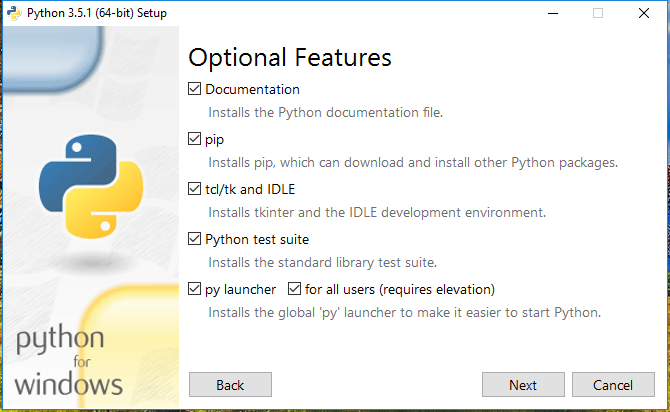 Python 3.5.1 (64-bit) Setup
Optional Features
Documentation
Installs the Python documentation file.
pip
Installs pip, which can download and install other Python packages.
tcl/tk and IDLE
Installs tkinter and the IDLE development environment.
Python test suite
Installs the standard library test suite.
py launcher for all users (requires elevation)
Installs the global 'py' launcher to make it easier to start Python.
python
for
windows
Back Next Cancel